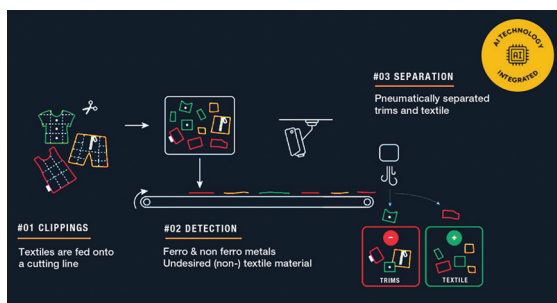 AI TECHNOLOGY
AI
INTEGRATED
#03 SEPARATION
Pneumatically separated
trims and textile
#01 CLIPPINGS
Textiles are fed onto
a cutting line
#02 DETECTION
Ferro & non ferro metals
Undesired (non-) textile material
TRIMS
TEXTILE